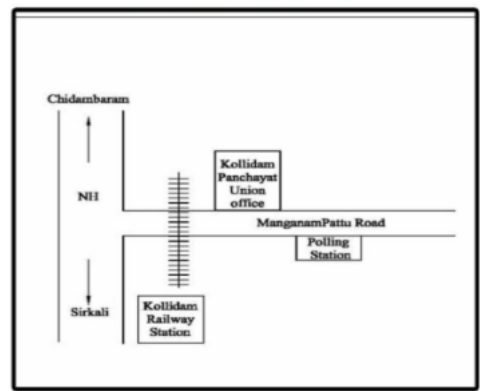 Chidambaram
Kollidam
Panchayat
Union
office
NH
ManganamPattu Road
Polling
Station
Sirkali
Kollidam
Railway
Station